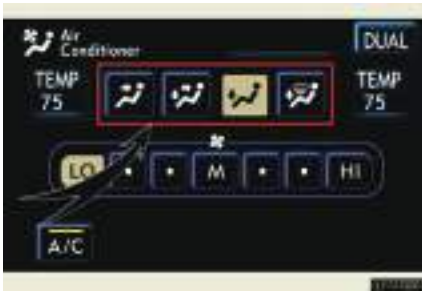 Air
Conditioner
DUAL
TEMP
75
TEMP
75
LO
M
HI
A/C